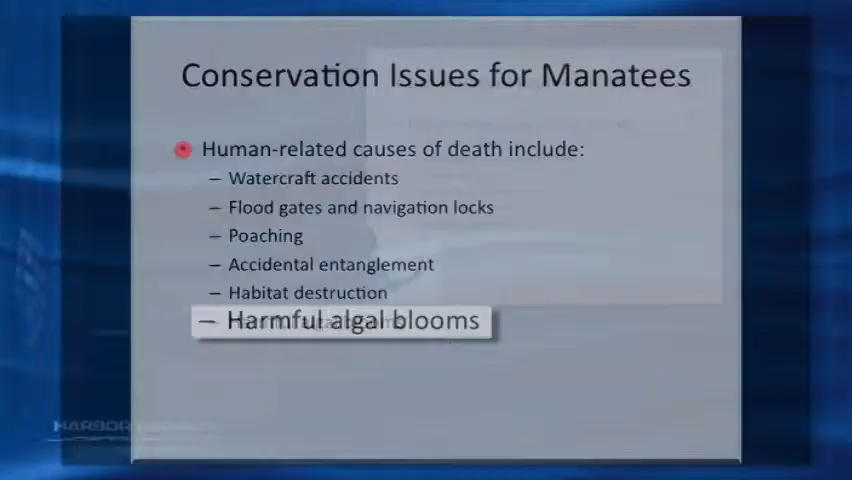 Conservation Issues for Manatees
Human-related causes of death include:
– Watercraft accidents
– Flood gates and navigation locks
– Poaching
– Accidental entanglement
– Habitat destruction
– Harmful algal blooms
HARBOR